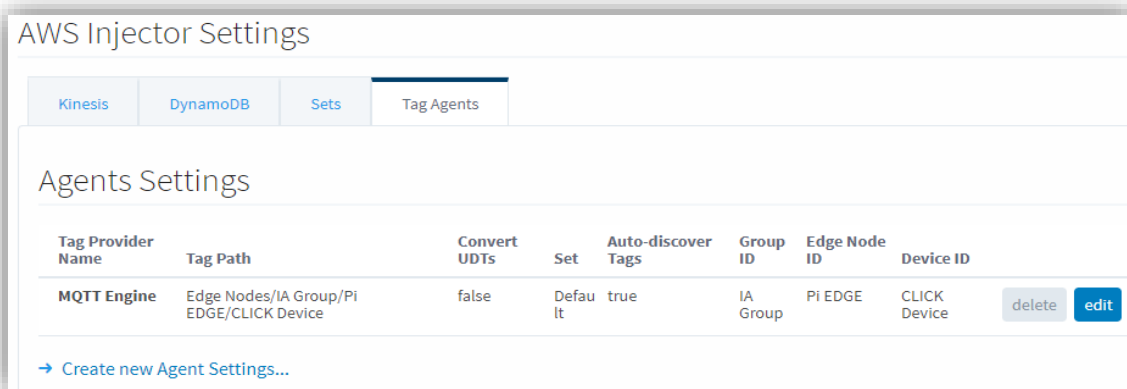 AWS Injector Settings
Kinesis DynamoDB Sets Tag Agents
Agents Settings
Tag Provider Name Tag Path Convert UDTs Set Auto-discover Tags Group ID Edge Node ID Device ID
MQTT Engine Edge Nodes/IA Group/Pi EDGE/CLICK Device false Default true IA Group Pi EDGE CLICK Device delete edit
→ Create new Agent Settings...